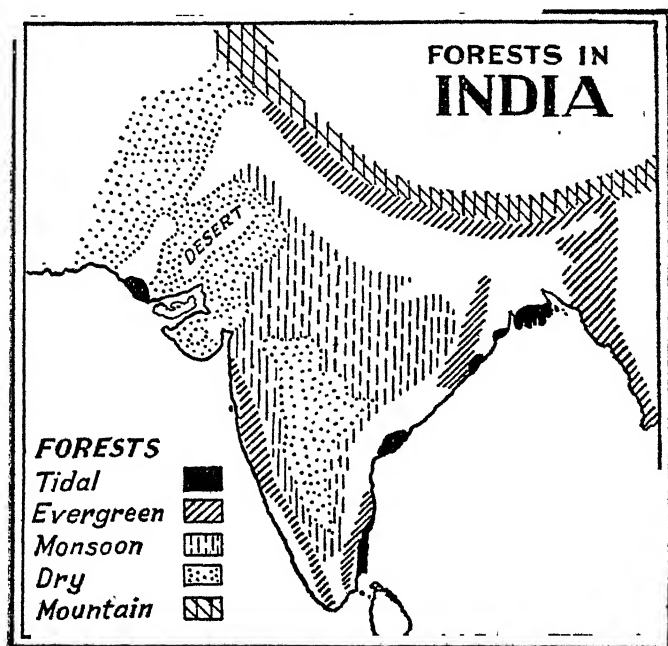 FORESTS IN
INDIA
DESERT
FORESTS
Tidal
Evergreen
Monsoon
Dry
Mountain